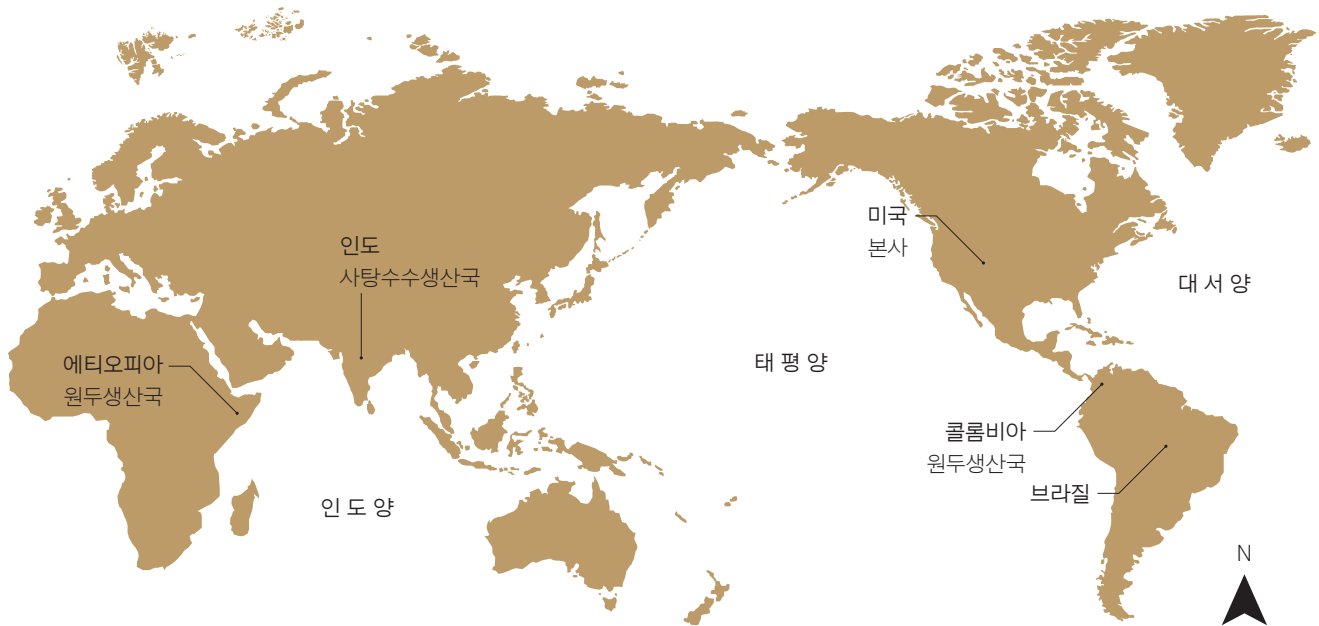 미국
본사
인도
사탕수수생산국
대 서 양
태 평 양
에티오피아
원두생산국
콜롬비아
원두생산국
브라질
인 도 양
N